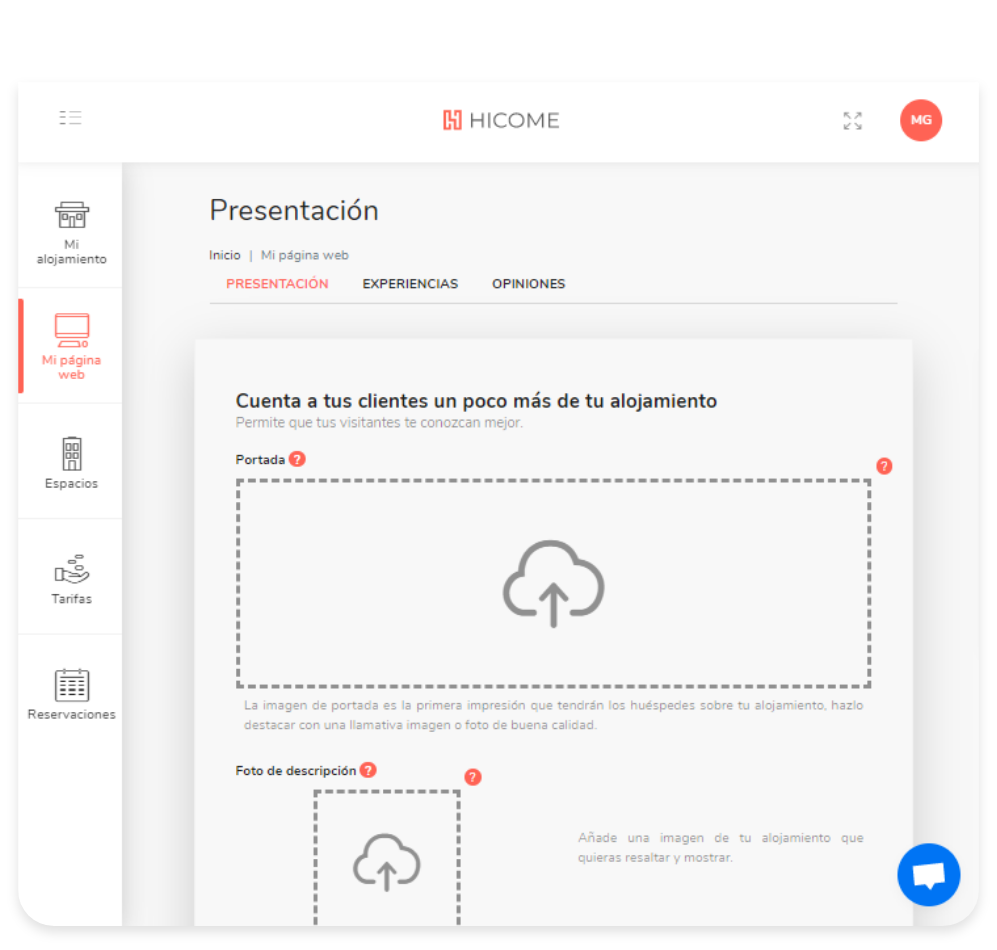 HICOME
MG
Mi
alojamiento
Mi página
web
Espacios
Tarifas
Reservaciones
Presentación
Inicio | Mi página web
PRESENTACIÓN EXPERIENCIAS OPINIONES
Cuenta a tus clientes un poco más de tu alojamiento
Permite que tus visitantes te conozcan mejor.
Portada ?
?
La imagen de portada es la primera impresión que tendrán los huéspedes sobre tu alojamiento, hazlo
destacar con una llamativa imagen o foto de buena calidad.
Foto de descripción ?
?
Añade una imagen de tu alojamiento que
quieras resaltar y mostrar.